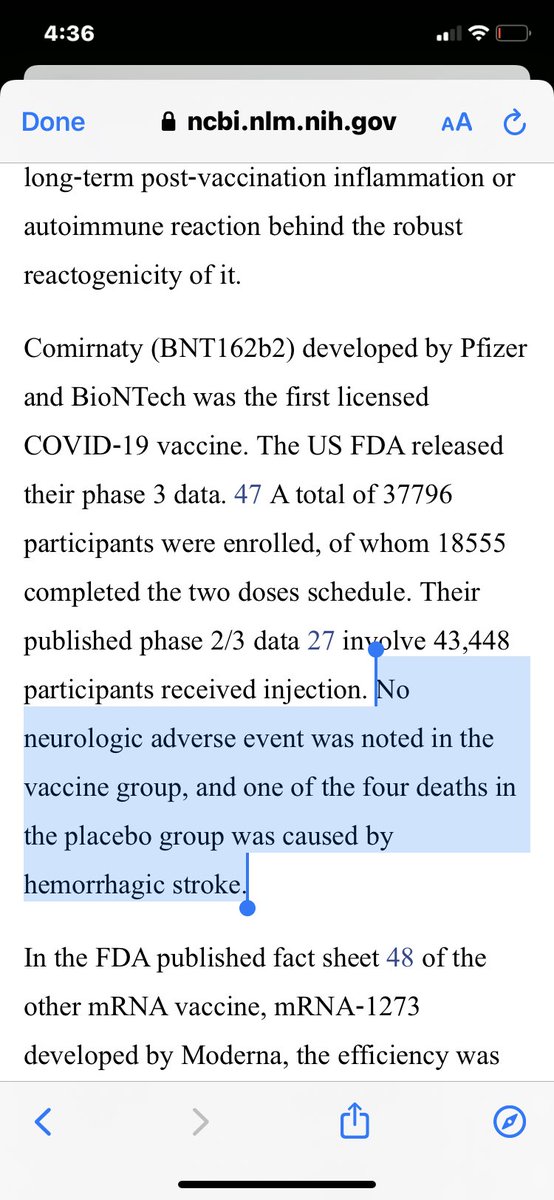 4:36
Done
ncbi.nlm.nih.gov
AA
long-term post-vaccination inflammation or
autoimmune reaction behind the robust
reactogenicity of it.
Comirnaty (BNT162b2) developed by Pfizer
and BioNTech was the first licensed
COVID-19 vaccine. The US FDA released
their phase 3 data. 47 A total of 37796
participants were enrolled, of whom 18555
completed the two doses schedule. Their
published phase 2/3 data 27 involve 43,448
participants received injection. No
neurologic adverse event was noted in the
vaccine group, and one of the four deaths in
the placebo group was caused by
hemorrhagic stroke.
In the FDA published fact sheet 48 of the
other mRNA vaccine, mRNA-1273
developed by Moderna, the efficiency was